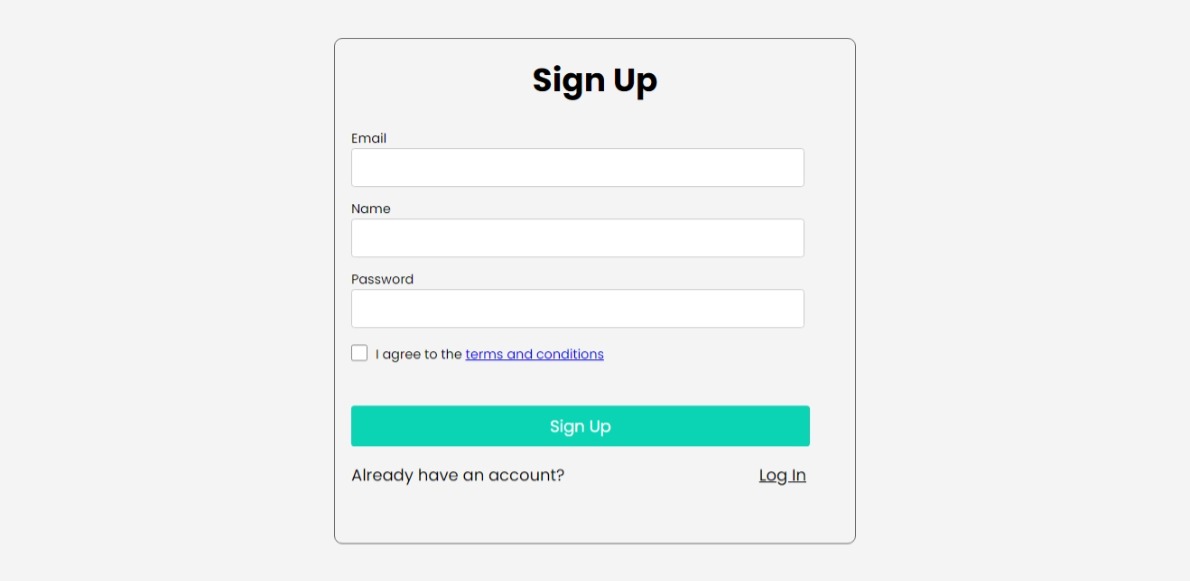 Sign Up
Email
Name
Password
I agree to the terms and conditions
Sign Up
Already have an account? Log In